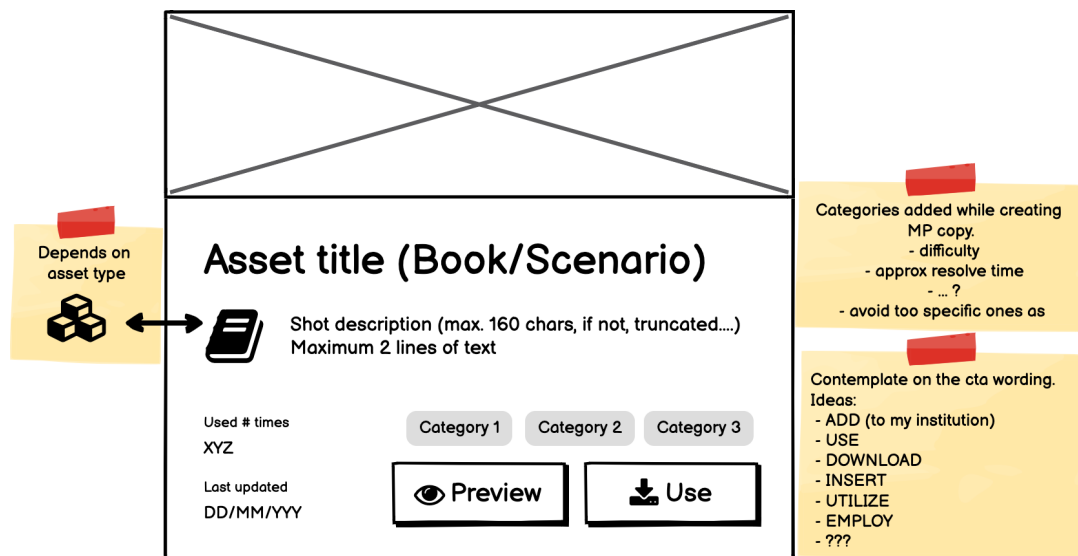 Depends on
asset type
Asset title (Book/Scenario)
Shot description (max. 160 chars, if not, truncated....)
Maximum 2 lines of text
Used # times
XYZ
Last updated
DD/MM/YYY
Category 1
Category 2
Category 3
Preview
Use
Categories added while creating
MP copy.
- difficulty
- approx resolve time
- ... ?
- avoid too specific ones as
Contemplate on the cta wording.
Ideas:
- ADD (to my institution)
- USE
- DOWNLOAD
- INSERT
- UTILIZE
- EMPLOY
- ???